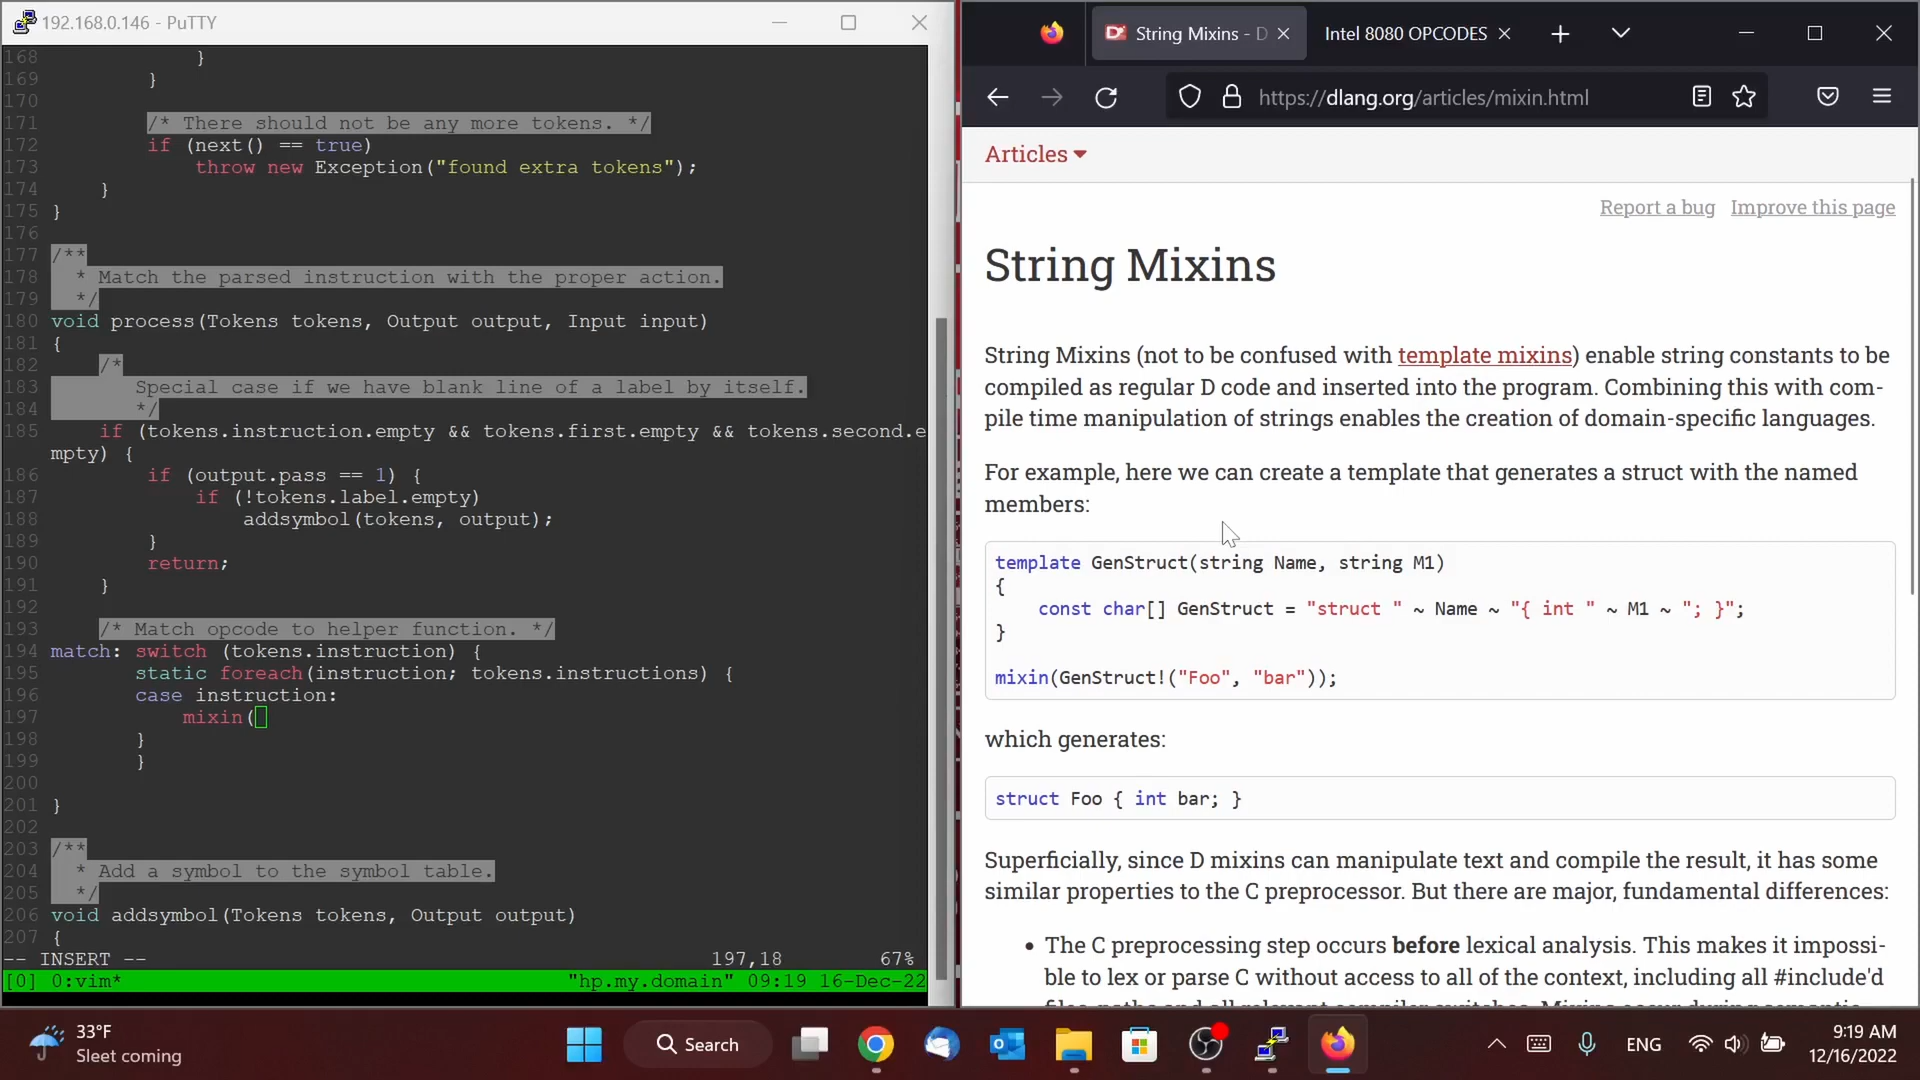 192.168.0.146 - PuTTY
168             }
169         }
170
171         /* There should not be any more tokens. */
172         if (next() == true)
173             throw new Exception("found extra tokens");
174     }
175 }
176
177 /**
178   * Match the parsed instruction with the proper action.
179   */
180 void process(Tokens tokens, Output output, Input input)
181 {
182     /*
183        Special case if we have blank line of a label by itself.
184        */
185     if (tokens.instruction.empty && tokens.first.empty && tokens.second.e
mpty) {
186         if (output.pass == 1) {
187             if (!tokens.label.empty)
188                 addsymbol(tokens, output);
189         }
190         return;
191     }
192
193     /* Match opcode to helper function. */
194 match: switch (tokens.instruction) {
195        static foreach(instruction; tokens.instructions) {
196        case instruction:
197            mixin(
198        }
199        }
200
201 }
202
203 /**
204   * Add a symbol to the symbol table.
205   */
206 void addsymbol(Tokens tokens, Output output)
207 {
-- INSERT --                197,18        67%
[0] 0:vim*                "hp.my.domain" 09:19 16-Dec-22
String Mixins - D
Intel 8080 OPCODES
https://dlang.org/articles/mixin.html
Articles
Report a bug  Improve this page
String Mixins
String Mixins (not to be confused with template mixins) enable string constants to be
compiled as regular D code and inserted into the program. Combining this with com-
pile time manipulation of strings enables the creation of domain-specific languages.
For example, here we can create a template that generates a struct with the named
members:
template GenStruct(string Name, string M1)
{
    const char[] GenStruct = "struct " ~ Name ~ "{ int " ~ M1 ~ "; }";
}
mixin(GenStruct!("Foo", "bar"));
which generates:
struct Foo { int bar; }
Superficially, since D mixins can manipulate text and compile the result, it has some
similar properties to the C preprocessor. But there are major, fundamental differences:
• The C preprocessing step occurs before lexical analysis. This makes it impossi-
ble to lex or parse C without access to all of the context, including all #include'd
33°F
Sleet coming
Search
ENG
9:19 AM
12/16/2022